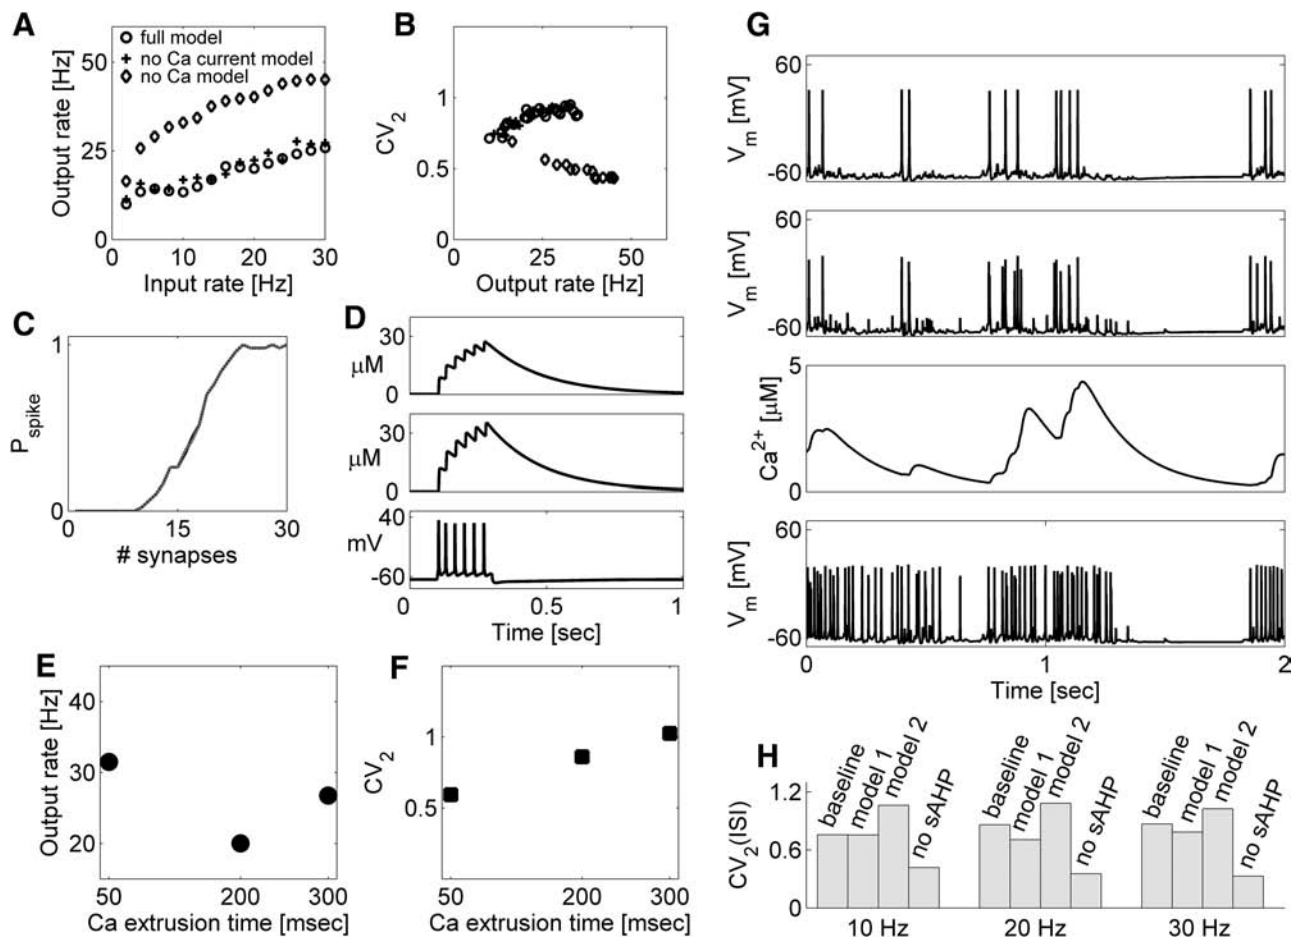 A
Output rate [Hz]
50
25
0
0
10
20
30
Input rate [Hz]
full model
no Ca current model
no Ca model
B
CV2
1
0.5
0
0
25
50
Output rate [Hz]
C
Pspike
1
0
0
15
30
# synapses
D
30
μM
0
30
μM
0
40
mV
-60
0
0.5
1
Time [sec]
E
Output rate [Hz]
40
30
20
50
200
300
Ca extrusion time [msec]
F
CV2
1
0.5
50
200
300
Ca extrusion time [msec]
G
60
Vm [mV]
-60
60
Vm [mV]
-60
5
Ca2+ [μM]
0
60
Vm [mV]
-60
0
1
2
Time [sec]
H
CV2(ISI)
1.2
0.6
0
baseline
model 1
model 2
no sAHP
10 Hz
baseline
model 1
model 2
no sAHP
20 Hz
baseline
model 1
model 2
no sAHP
30 Hz